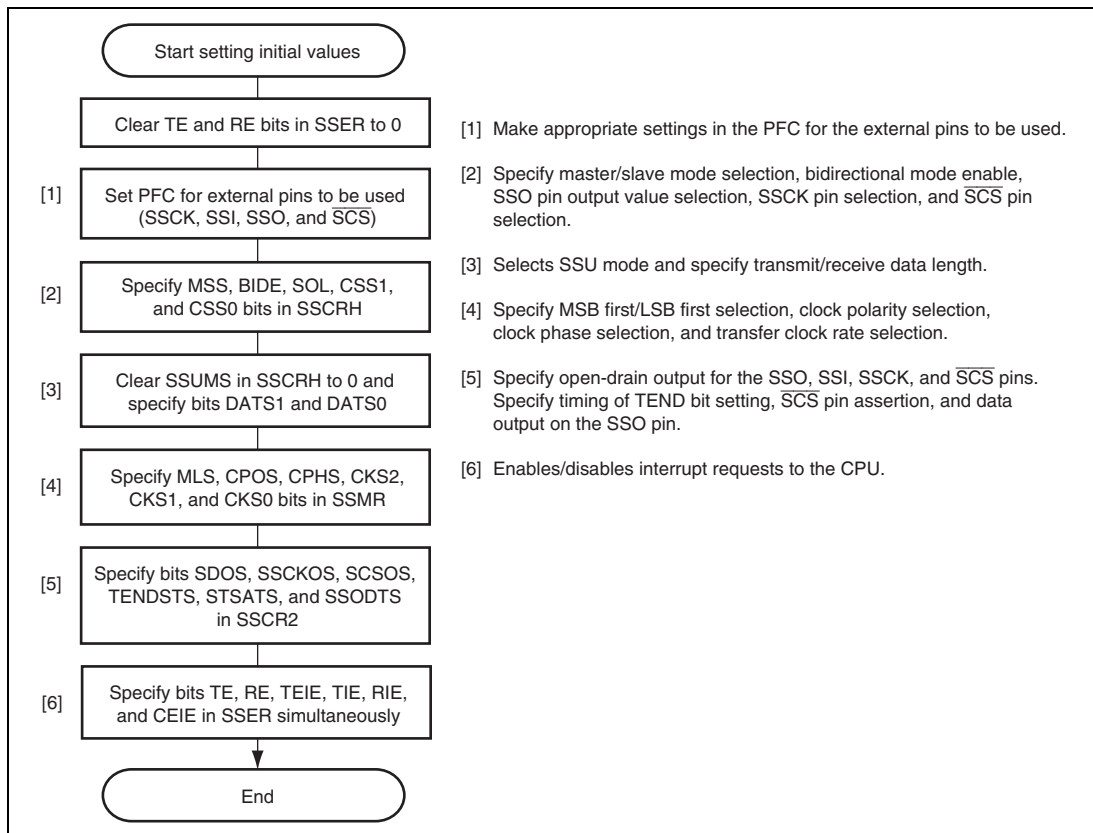 Start setting initial values
Clear TE and RE bits in SSER to 0
[1]
Set PFC for external pins to be used
(SSCK, SSI, SSO, and S̅C̅S̅)
[2]
Specify MSS, BIDE, SOL, CSS1,
and CSS0 bits in SSCRH
[3]
Clear SSUMS in SSCRH to 0 and
specify bits DATS1 and DATS0
[4]
Specify MLS, CPOS, CPHS, CKS2,
CKS1, and CKS0 bits in SSMR
[5]
Specify bits SDOS, SSCKOS, SCSOS,
TENDSTS, STSATS, and SSODTS
in SSCR2
[6]
Specify bits TE, RE, TEIE, TIE, RIE,
and CEIE in SSER simultaneously
End
[1] Make appropriate settings in the PFC for the external pins to be used.
[2] Specify master/slave mode selection, bidirectional mode enable,
SSO pin output value selection, SSCK pin selection, and S̅C̅S̅ pin
selection.
[3] Selects SSU mode and specify transmit/receive data length.
[4] Specify MSB first/LSB first selection, clock polarity selection,
clock phase selection, and transfer clock rate selection.
[5] Specify open-drain output for the SSO, SSI, SSCK, and S̅C̅S̅ pins.
Specify timing of TEND bit setting, S̅C̅S̅ pin assertion, and data
output on the SSO pin.
[6] Enables/disables interrupt requests to the CPU.